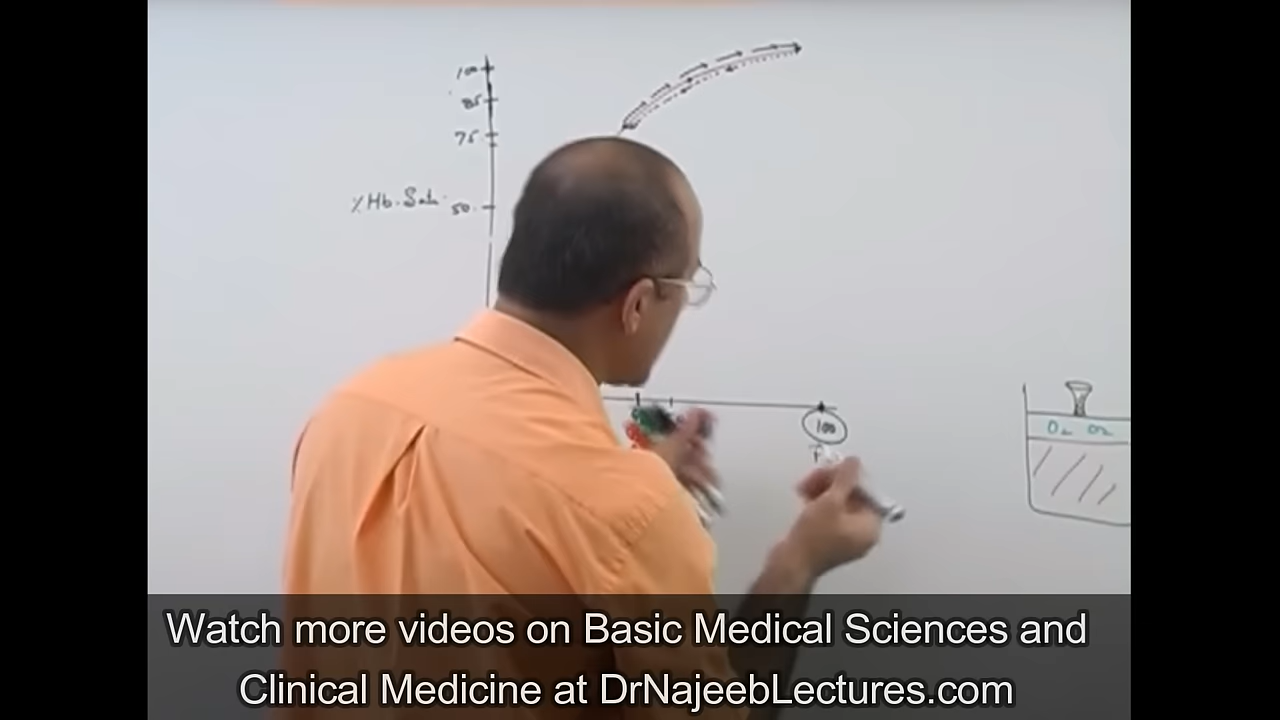 100
85
75
% Hb. Sat.
50
100
P
O₂ O₂
Watch more videos on Basic Medical Sciences and
Clinical Medicine at DrNajeebLectures.com